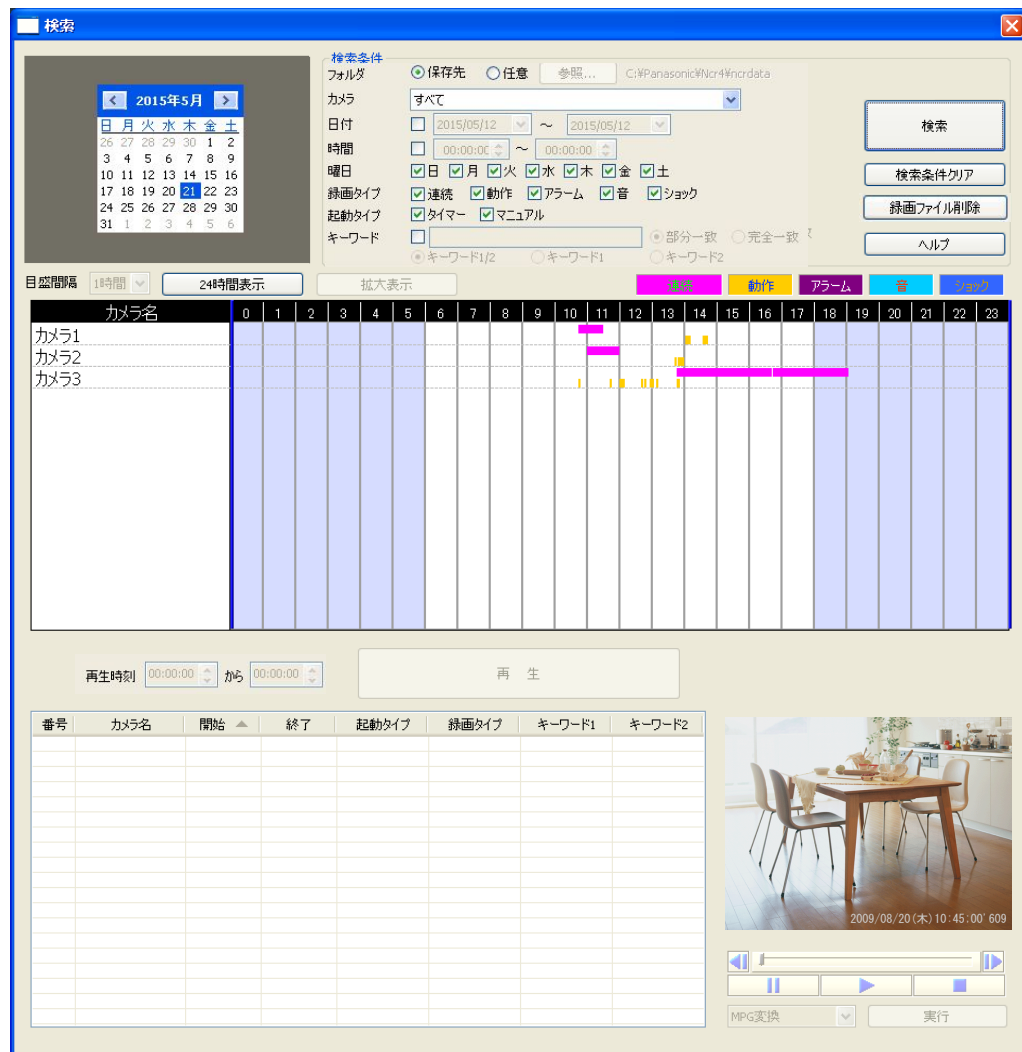 検索
検索条件
フォルダ 保存先 任意 参照... C:¥Panasonic¥Ncr4¥ncrdata
カメラ すべて
日付 2015/05/12 ～ 2015/05/12
時間 00:00:00 ～ 00:00:00
曜日 日 月 火 水 木 金 土
録画タイプ 連続 動作 アラーム 音 ショック
起動タイプ タイマー マニュアル
キーワード 部分一致 完全一致
キーワード1/2 キーワード1 キーワード2
2015年5月
日 月 火 水 木 金 土
26 27 28 29 30 1 2
3 4 5 6 7 8 9
10 11 12 13 14 15 16
17 18 19 20 21 22 23
24 25 26 27 28 29 30
31 1 2 3 4 5 6
検索
検索条件クリア
録画ファイル削除
ヘルプ
目盛間隔 1時間 24時間表示 拡大表示 連続 動作 アラーム 音 ショック
カメラ名 0 1 2 3 4 5 6 7 8 9 10 11 12 13 14 15 16 17 18 19 20 21 22 23
カメラ1
カメラ2
カメラ3
再生時刻 00:00:00 から 00:00:00 再 生
番号 カメラ名 開始 終了 起動タイプ 録画タイプ キーワード1 キーワード2
2009/08/20(木)10:45:00'609
MPG変換 実行